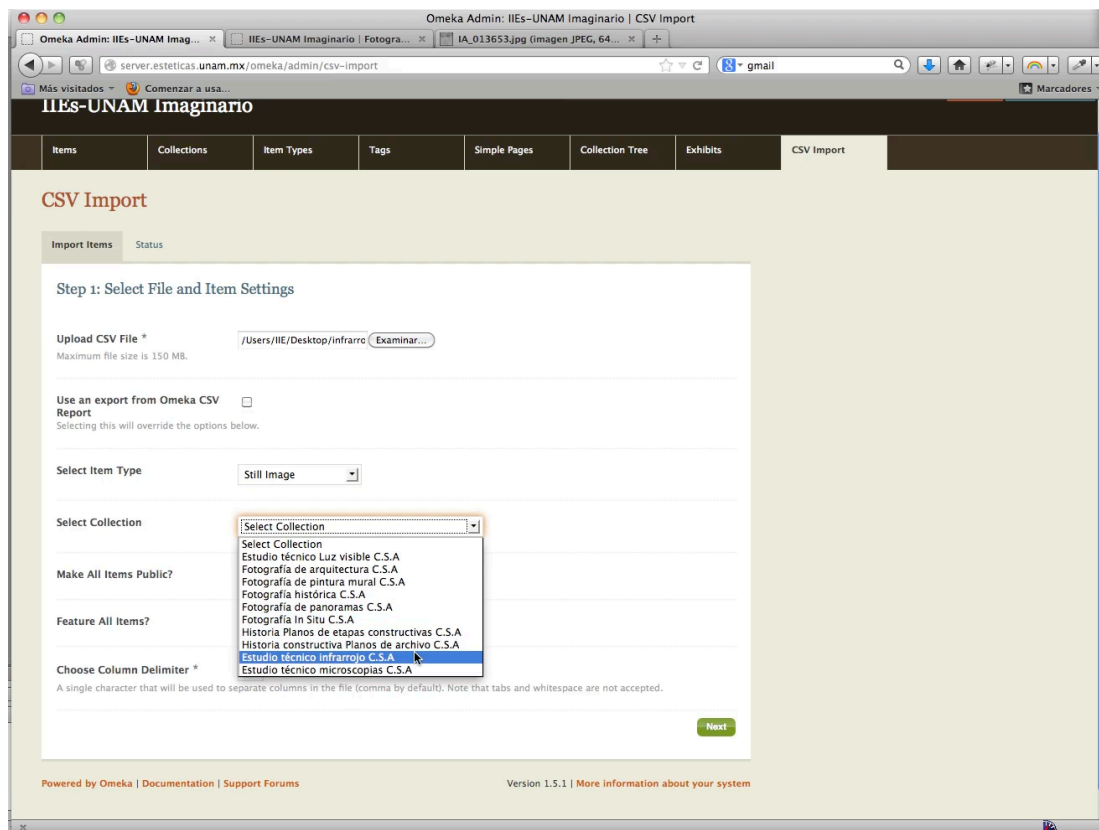 Omeka Admin: IIEs-UNAM Imaginario | CSV Import
Omeka Admin: IIEs-UNAM Imag... × IIEs-UNAM Imaginario | Fotogra... × IA_013653.jpg (imagen JPEG, 64... × +
server.esteticas.unam.mx/omeka/admin/csv-import gmail
Más visitados Comenzar a usa... Marcadores
IIEs-UNAM Imaginario
Items Collections Item Types Tags Simple Pages Collection Tree Exhibits CSV Import
CSV Import
Import Items Status
Step 1: Select File and Item Settings
Upload CSV File * /Users/IIE/Desktop/infrarro Examinar...
Maximum file size is 150 MB.
Use an export from Omeka CSV
Report
Selecting this will override the options below.
Select Item Type Still Image
Select Collection Select Collection
Select Collection
Estudio técnico Luz visible C.S.A
Fotografía de arquitectura C.S.A
Fotografía de pintura mural C.S.A
Fotografía histórica C.S.A
Fotografía de panoramas C.S.A
Fotografía In Situ C.S.A
Historia Planos de etapas constructivas C.S.A
Historia constructiva Planos de archivo C.S.A
Estudio técnico infrarrojo C.S.A
Estudio técnico microscopias C.S.A
Make All Items Public?
Feature All Items?
Choose Column Delimiter *
A single character that will be used to separate columns in the file (comma by default). Note that tabs and whitespace are not accepted.
Next
Powered by Omeka | Documentation | Support Forums Version 1.5.1 | More information about your system